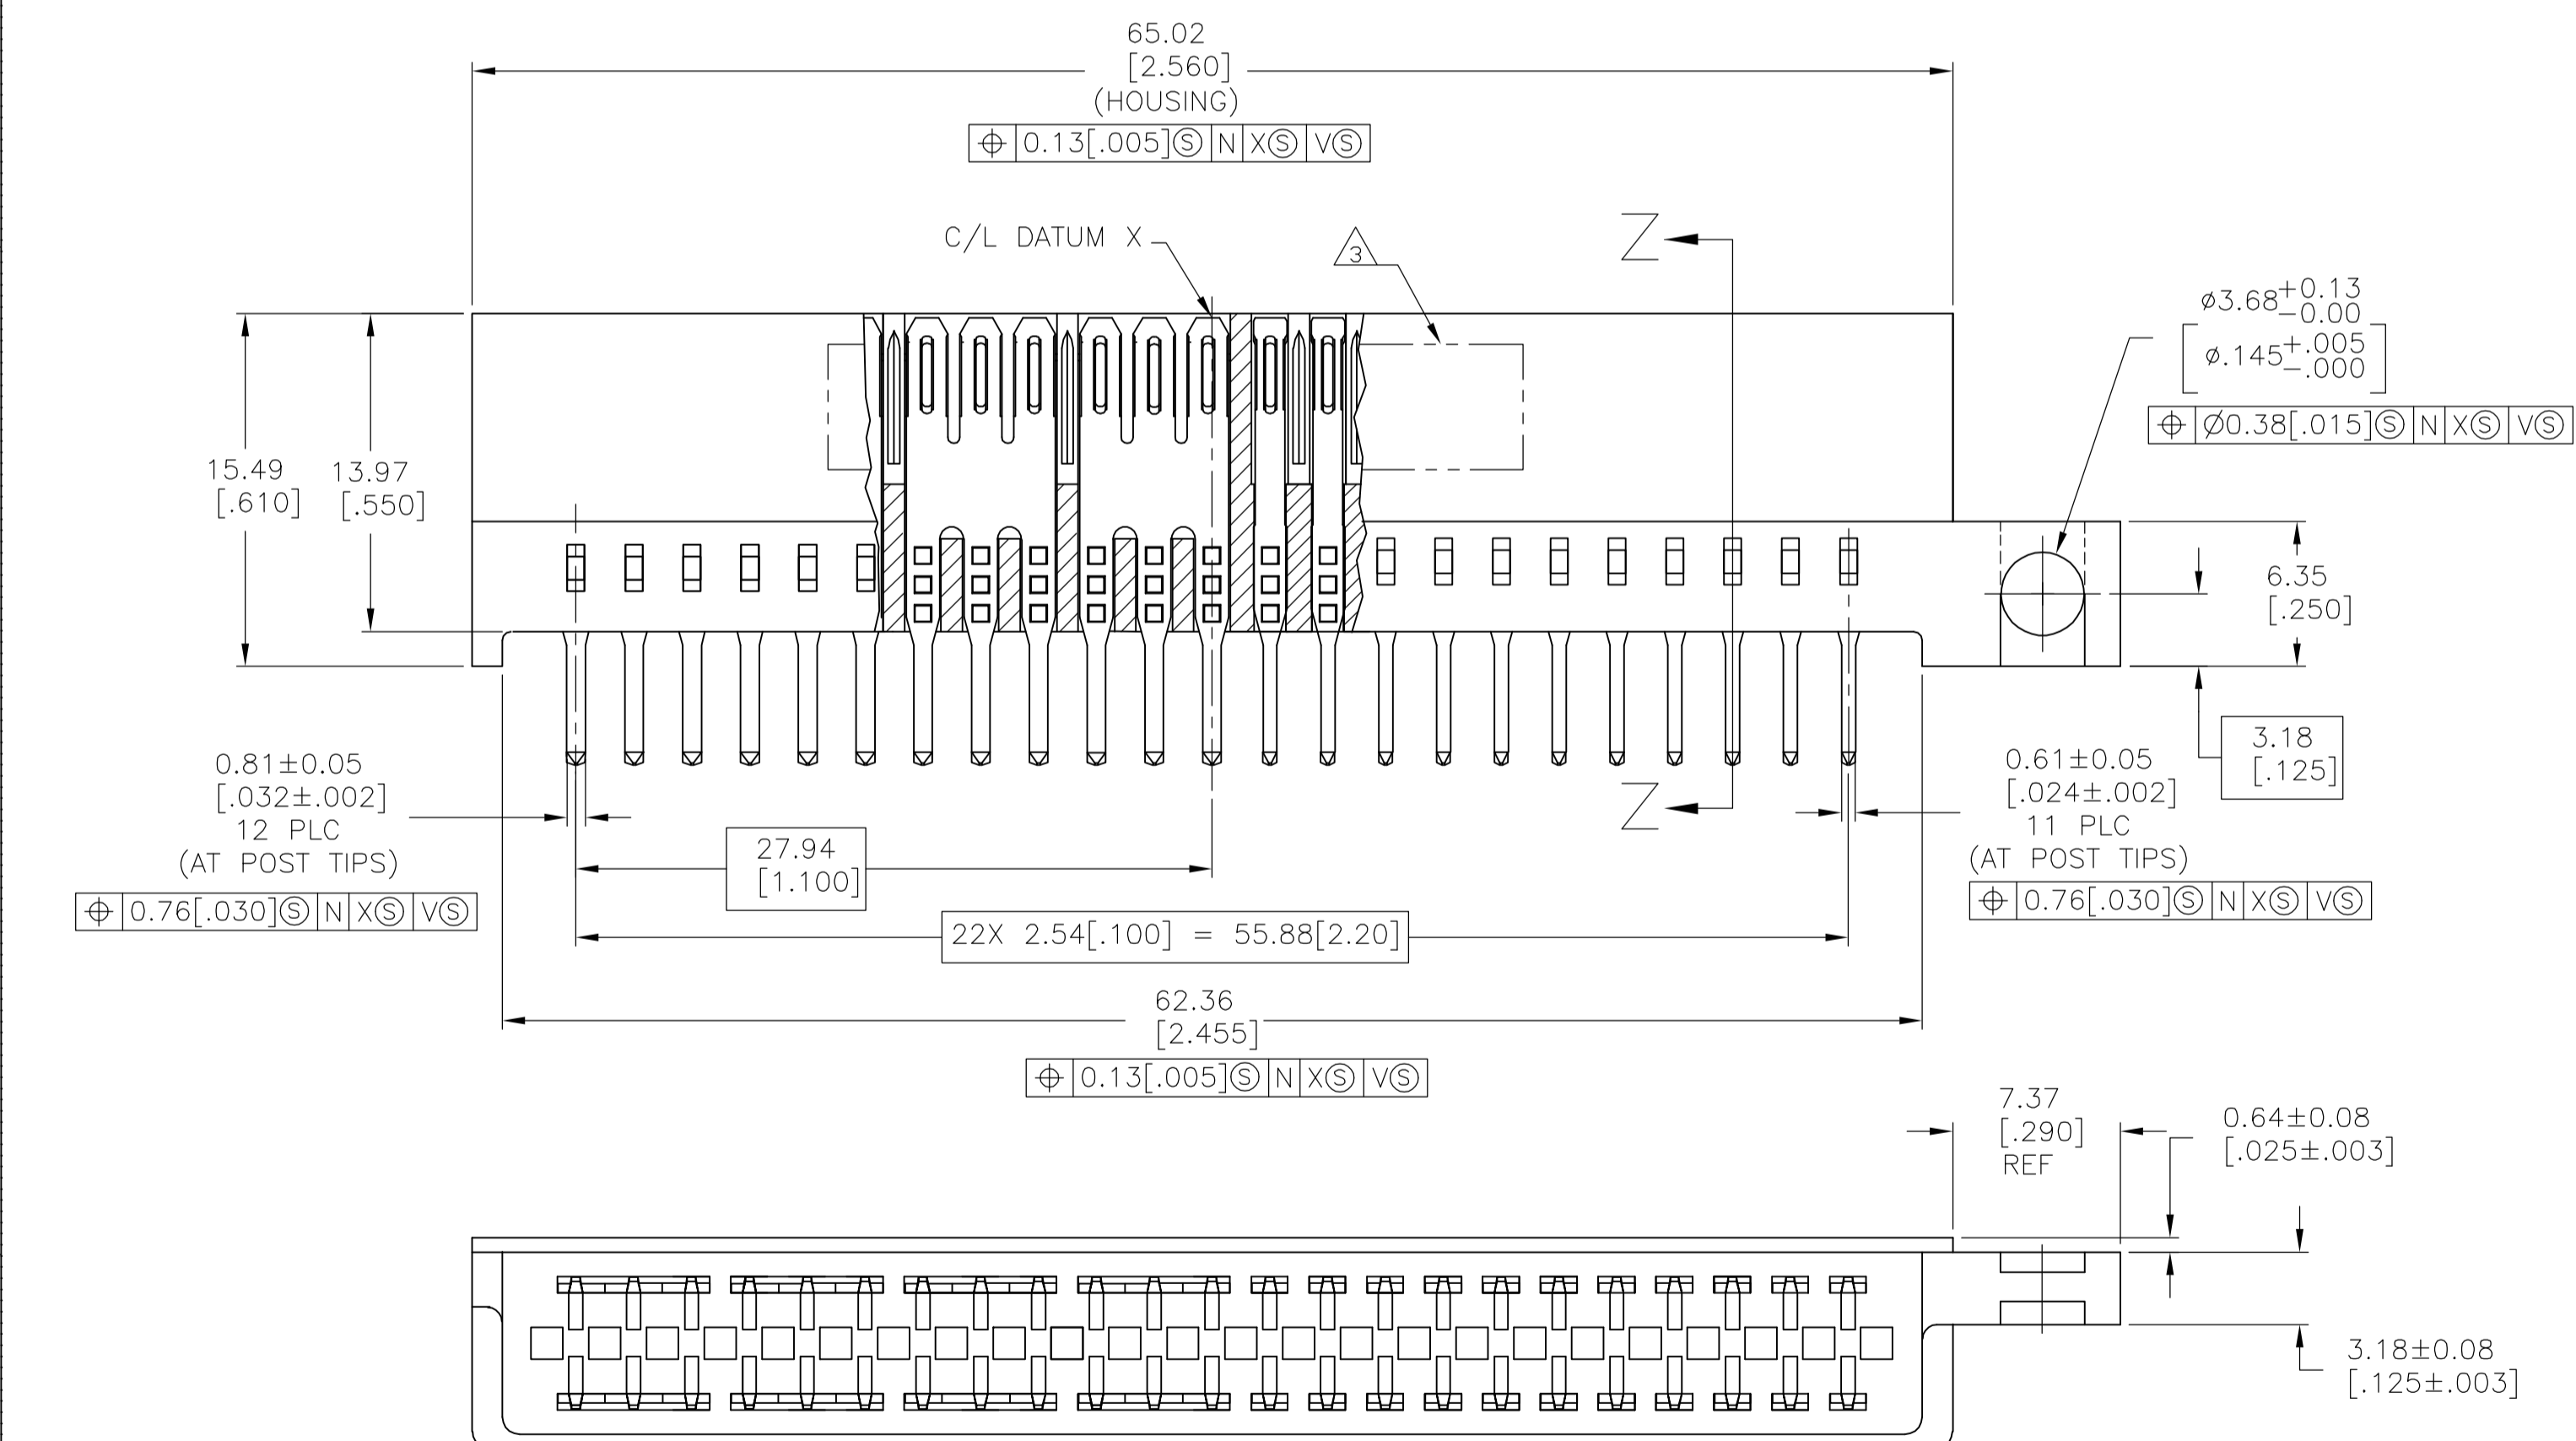 65.02
[2.560]
(HOUSING)
⌖ 0.13[.005]Ⓢ N XⓈ VⓈ
C/L DATUM X
3
Z
⌀3.68 +0.13 -0.00
[⌀.145 +.005 -.000]
⌖ ⌀0.38[.015]Ⓢ N XⓈ VⓈ
15.49
[.610]
13.97
[.550]
6.35
[.250]
3.18
[.125]
0.81±0.05
[.032±.002]
12 PLC
(AT POST TIPS)
⌖ 0.76[.030]Ⓢ N XⓈ VⓈ
Z
0.61±0.05
[.024±.002]
11 PLC
(AT POST TIPS)
⌖ 0.76[.030]Ⓢ N XⓈ VⓈ
27.94
[1.100]
22X 2.54[.100] = 55.88[2.20]
62.36
[2.455]
⌖ 0.13[.005]Ⓢ N XⓈ VⓈ
7.37
[.290]
REF
0.64±0.08
[.025±.003]
3.18±0.08
[.125±.003]